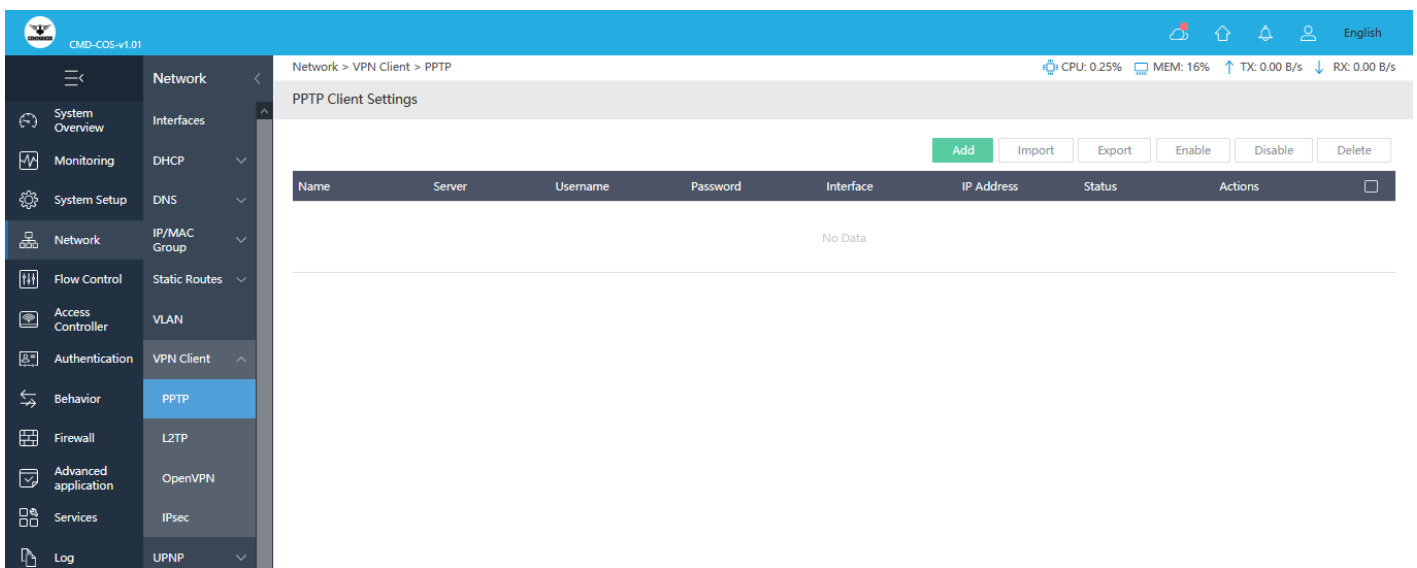 CMD-COS-v1.01
English
Network
Network > VPN Client > PPTP
CPU: 0.25%
MEM: 16%
TX: 0.00 B/s
RX: 0.00 B/s
PPTP Client Settings
System
Overview
Monitoring
System Setup
Network
Flow Control
Access
Controller
Authentication
Behavior
Firewall
Advanced
application
Services
Log
Interfaces
DHCP
DNS
IP/MAC
Group
Static Routes
VLAN
VPN Client
PPTP
L2TP
OpenVPN
IPsec
UPNP
Add Import Export Enable Disable Delete
Name Server Username Password Interface IP Address Status Actions
No Data